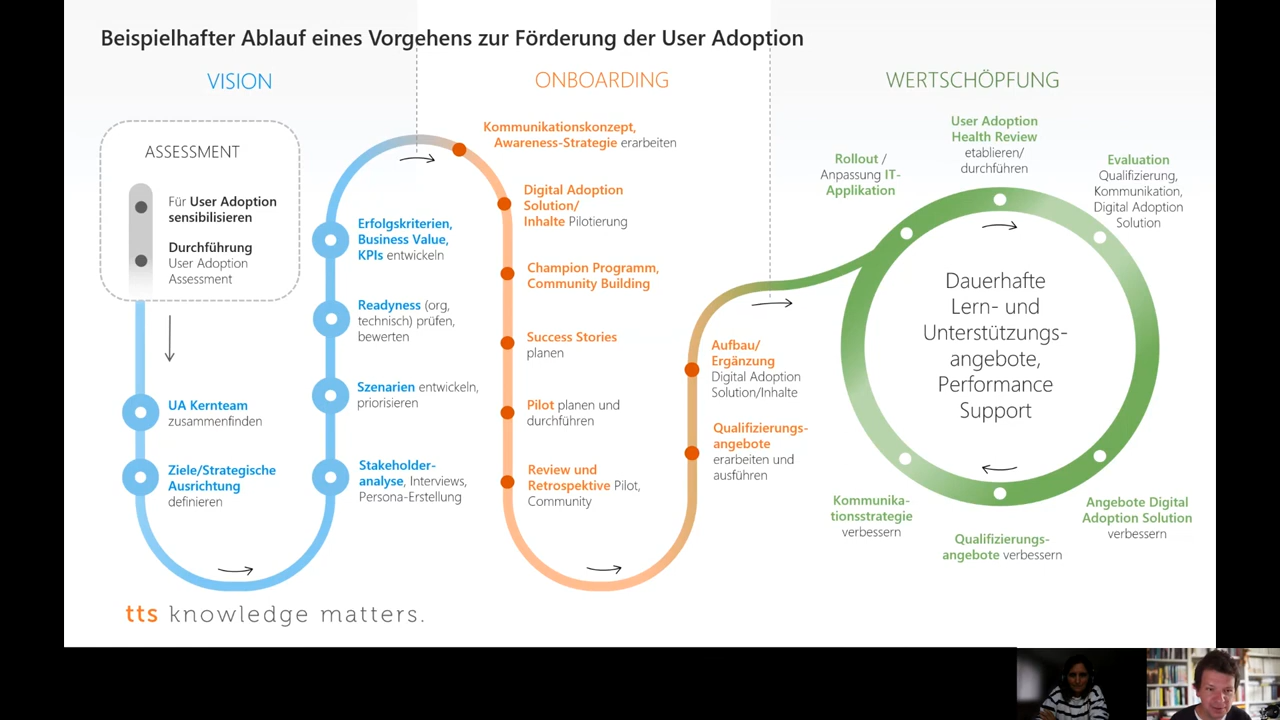 Beispielhafter Ablauf eines Vorgehens zur Förderung der User Adoption
VISION
ASSESSMENT
Für User Adoption
sensibilisieren
Durchführung
User Adoption
Assessment
UA Kernteam
zusammenfinden
Ziele/Strategische
Ausrichtung
definieren
Erfolgskriterien,
Business Value,
KPIs entwickeln
Readyness (org,
technisch) prüfen,
bewerten
Szenarien entwickeln,
priorisieren
Stakeholder-
analyse, Interviews,
Persona-Erstellung
ONBOARDING
Kommunikationskonzept,
Awareness-Strategie erarbeiten
Digital Adoption
Solution/
Inhalte Pilotierung
Champion Programm,
Community Building
Success Stories
planen
Pilot planen und
durchführen
Review und
Retrospektive Pilot,
Community
Aufbau/
Ergänzung
Digital Adoption
Solution/Inhalte
Qualifizierungs-
angebote
erarbeiten und
ausführen
WERTSCHÖPFUNG
Rollout /
Anpassung IT-
Applikation
User Adoption
Health Review
etablieren/
durchführen
Evaluation
Qualifizierung,
Kommunikation,
Digital Adoption
Solution
Dauerhafte
Lern- und
Unterstützungs-
angebote,
Performance
Support
Kommunika-
tionsstrategie
verbessern
Qualifizierungs-
angebote verbessern
Angebote Digital
Adoption Solution
verbessern
tts knowledge matters.